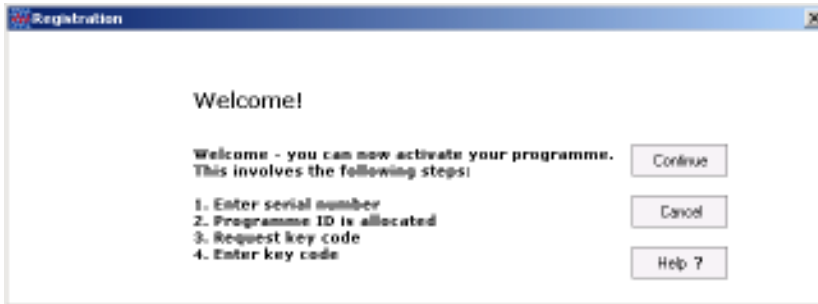 Registration
Welcome!
Welcome - you can now activate your programme.
This involves the following steps:
1. Enter serial number
2. Programme ID is allocated
3. Request key code
4. Enter key code
Continue
Cancel
Help ?